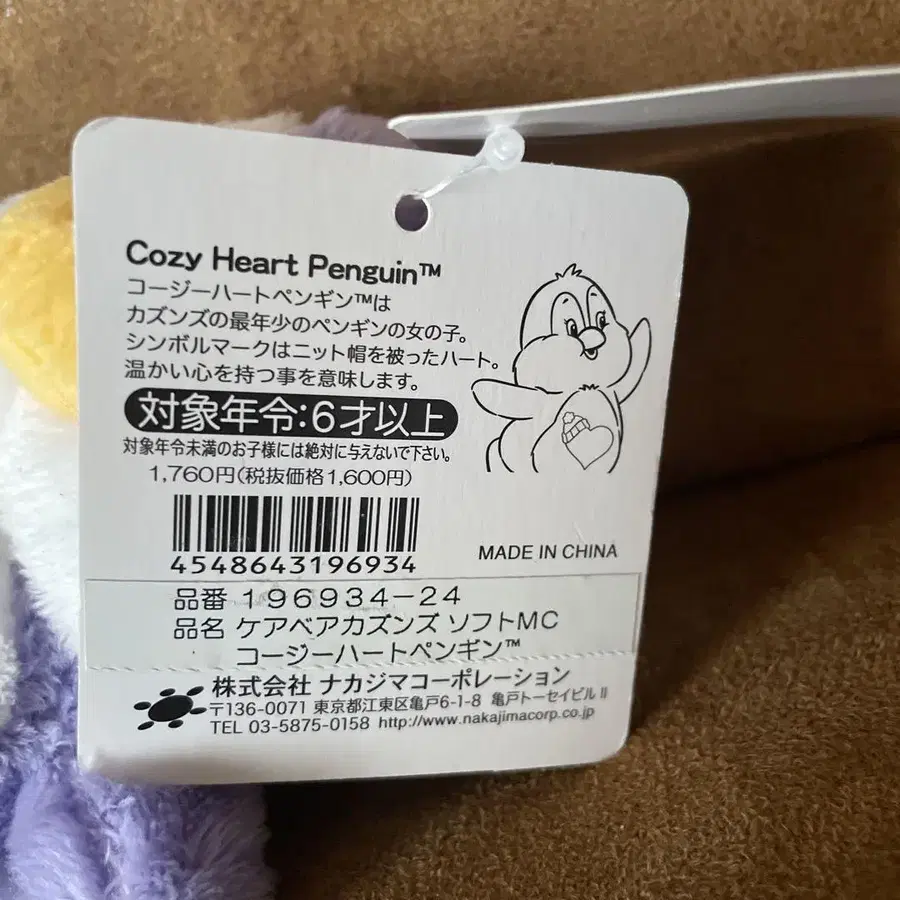 Cozy Heart Penguin™
コージーハートペンギン™は
カズンズの最年少のペンギンの女の子。
シンボルマークはニット帽を被ったハート。
温かい心を持つ事を意味します。
対象年令:6才以上
対象年令未満のお子様には絶対に与えないで下さい。
1,760円(税抜価格1,600円)
4548643196934
MADE IN CHINA
品番 196934-24
品名 ケアベアカズンズ ソフトMC
コージーハートペンギン™
株式会社 ナカジマコーポレーション
〒136-0071 東京都江東区亀戸6-1-8 亀戸トーセイビルⅡ
TEL 03-5875-0158 http://www.nakajimacorp.co.jp